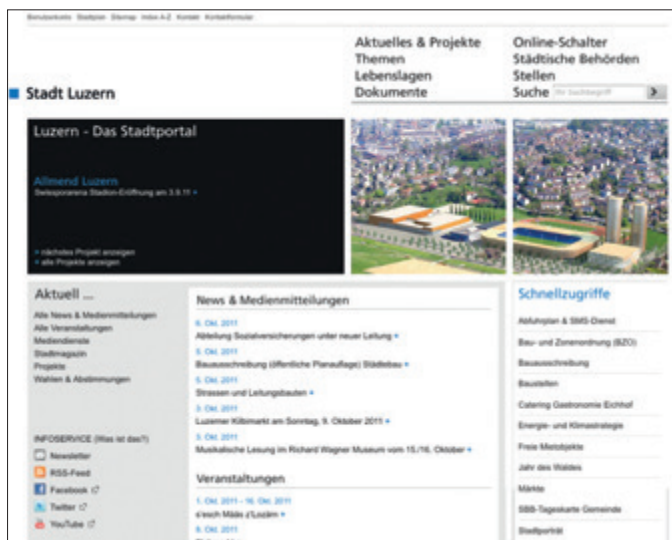 Benutzerkonto Stadtplan Sitemap Index A-Z Kontakt Kontaktformular
Aktuelles & Projekte
Themen
Lebenslagen
Dokumente
Online-Schalter
Städtische Behörden
Stellen
Suche Ihr Suchbegriff
Stadt Luzern
Luzern - Das Stadtportal
Allmend Luzern
Swissporarena Stadion-Eröffnung am 3.9.11
nächstes Projekt anzeigen
alle Projekte anzeigen
Aktuell ...
Alle News & Medienmitteilungen
Alle Veranstaltungen
Mediendienste
Stadtmagazin
Projekte
Wahlen & Abstimmungen
INFOSERVICE (Was ist das?)
Newsletter
RSS-Feed
Facebook
Twitter
YouTube
News & Medienmitteilungen
6. Okt. 2011
Abteilung Sozialversicherungen unter neuer Leitung
5. Okt. 2011
Bauausschreibung (öffentliche Planauflage) Städtebau
5. Okt. 2011
Strassen und Leitungsbauten
3. Okt. 2011
Luzerner Kilbimarkt am Sonntag, 9. Oktober 2011
3. Okt. 2011
Musikalische Lesung im Richard Wagner Museum vom 15./16. Oktober
Veranstaltungen
1. Okt. 2011 - 16. Okt. 2011
s'esch Määs z'Lozärn
8. Okt. 2011
Schnellzugriffe
Abfuhrplan & SMS-Dienst
Bau- und Zonenordnung (BZO)
Bauausschreibung
Baustellen
Catering Gastronomie Eichhof
Energie- und Klimastrategie
Freie Mietobjekte
Jahr des Waldes
Märkte
SBB-Tageskarte Gemeinde
Stadtporträt